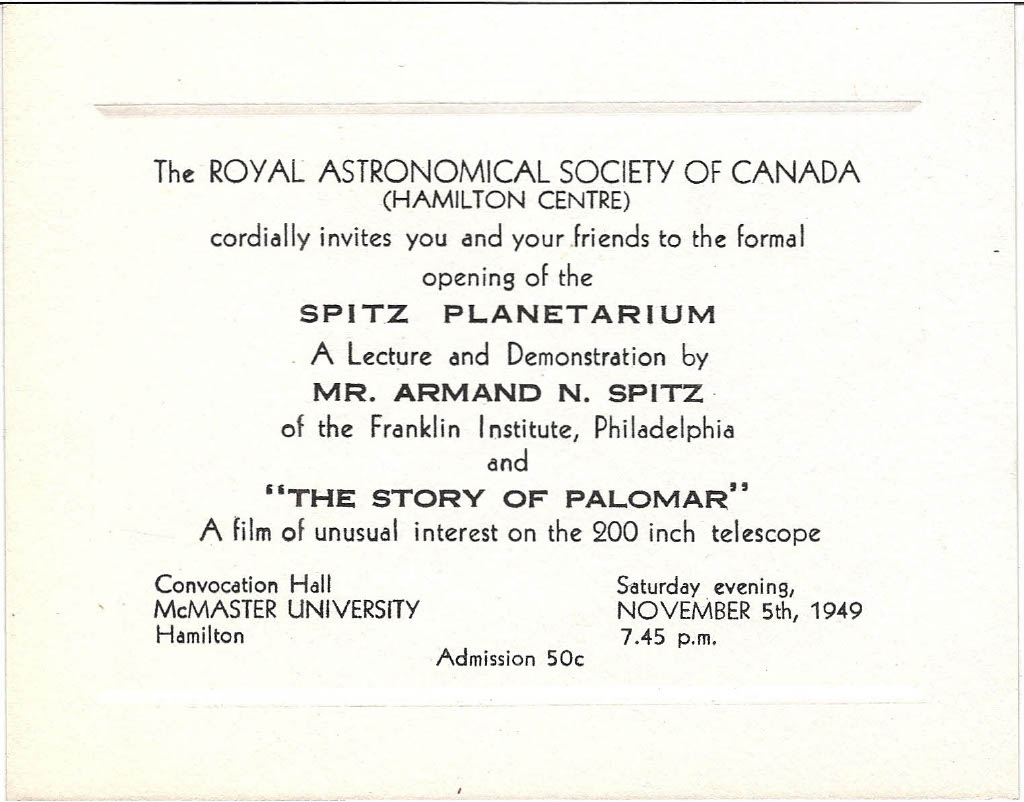 The ROYAL ASTRONOMICAL SOCIETY OF CANADA
(HAMILTON CENTRE)
cordially invites you and your friends to the formal
opening of the
SPITZ PLANETARIUM
A Lecture and Demonstration by
MR. ARMAND N. SPITZ
of the Franklin Institute, Philadelphia
and
"THE STORY OF PALOMAR"
A film of unusual interest on the 200 inch telescope
Convocation Hall
McMASTER UNIVERSITY
Hamilton
Saturday evening,
NOVEMBER 5th, 1949
7.45 p.m.
Admission 50c